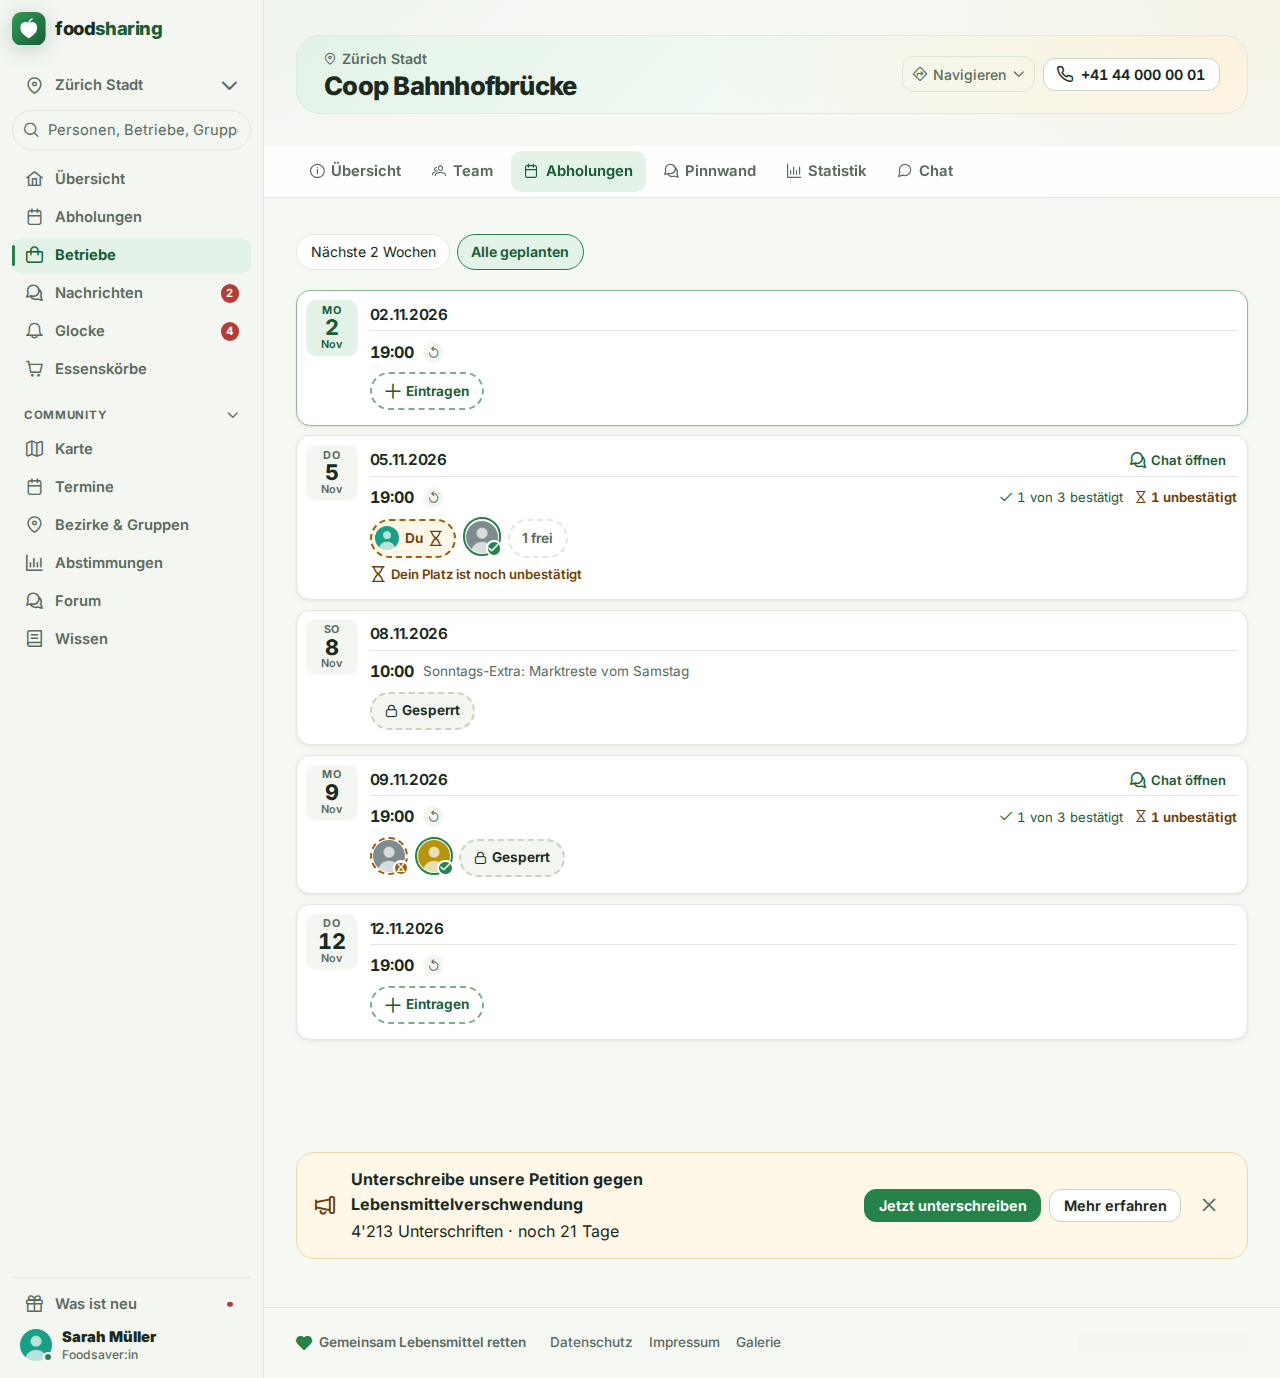 foodsharing
Zürich Stadt
Personen, Betriebe, Grupp
Übersicht
Abholungen
Betriebe
Nachrichten 2
Glocke 4
Essenskörbe
COMMUNITY
Karte
Termine
Bezirke & Gruppen
Abstimmungen
Forum
Wissen
Was ist neu
Sarah Müller
Foodsaver:in
Zürich Stadt
Coop Bahnhofbrücke
Navigieren
+41 44 000 00 01
Übersicht Team Abholungen Pinnwand Statistik Chat
Nächste 2 Wochen Alle geplanten
MO
2
Nov
02.11.2026
19:00
Eintragen
DO
5
Nov
05.11.2026 Chat öffnen
19:00 1 von 3 bestätigt 1 unbestätigt
Du 1 frei
Dein Platz ist noch unbestätigt
SO
8
Nov
08.11.2026
10:00 Sonntags-Extra: Marktreste vom Samstag
Gesperrt
MO
9
Nov
09.11.2026 Chat öffnen
19:00 1 von 3 bestätigt 1 unbestätigt
Gesperrt
DO
12
Nov
12.11.2026
19:00
Eintragen
Unterschreibe unsere Petition gegen
Lebensmittelverschwendung
4'213 Unterschriften · noch 21 Tage
Jetzt unterschreiben Mehr erfahren
Gemeinsam Lebensmittel retten Datenschutz Impressum Galerie